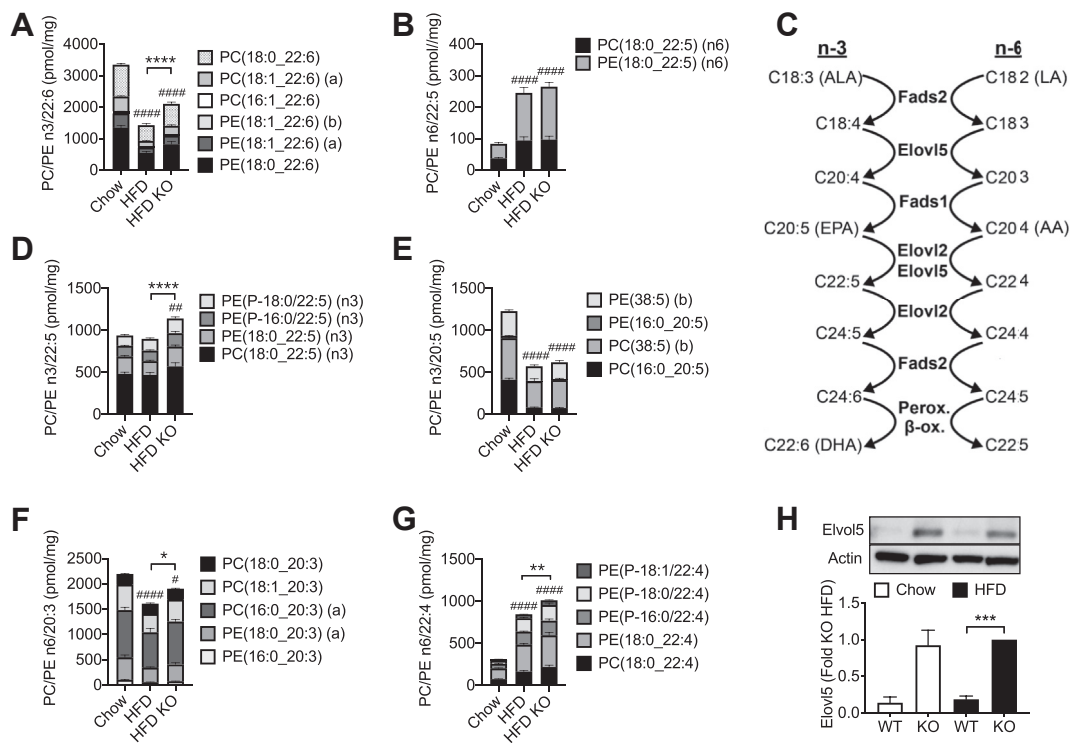 A
PC/PE n3/22:6 (pmol/mg)
4000
3000
2000
1000
0
****
####
####
Chow
HFD
HFD KO
PC(18:0_22:6)
PC(18:1_22:6) (a)
PC(16:1_22:6)
PE(18:1_22:6) (b)
PE(18:1_22:6) (a)
PE(18:0_22:6)
B
PC/PE n6/22:5 (pmol/mg)
400
300
200
100
0
####
####
Chow
HFD
HFD KO
PC(18:0_22:5) (n6)
PE(18:0_22:5) (n6)
C
n-3
n-6
C18:3 (ALA)
C18 2 (LA)
Fads2
C18:4
C18 3
Elovl5
C20:4
C20 3
Fads1
C20:5 (EPA)
C20 4 (AA)
Elovl2
Elovl5
C22:5
C22 4
Elovl2
C24:5
C24 4
Fads2
C24:6
C24 5
Perox.
β-ox.
C22:6 (DHA)
C22 5
D
PC/PE n3/22:5 (pmol/mg)
1500
1000
500
0
****
##
Chow
HFD
HFD KO
PE(P-18:0/22:5) (n3)
PE(P-16:0/22:5) (n3)
PE(18:0_22:5) (n3)
PC(18:0_22:5) (n3)
E
PC/PE n3/20:5 (pmol/mg)
1500
1000
500
0
####
####
Chow
HFD
HFD KO
PE(38:5) (b)
PE(16:0_20:5)
PC(38:5) (b)
PC(16:0_20:5)
F
PC/PE n6/20:3 (pmol/mg)
2500
2000
1500
1000
500
0
*
####
#
Chow
HFD
HFD KO
PC(18:0_20:3)
PC(18:1_20:3)
PC(16:0_20:3) (a)
PE(18:0_20:3) (a)
PE(16:0_20:3)
G
PC/PE n6/22:4 (pmol/mg)
1500
1000
500
0
**
####
####
Chow
HFD
HFD KO
PE(P-18:1/22:4)
PE(P-18:0/22:4)
PE(P-16:0/22:4)
PE(18:0_22:4)
PC(18:0_22:4)
H
Elvol5
Actin
Chow
HFD
Elovl5 (Fold KO HFD)
1.5
1.0
0.5
0.0
***
WT
KO
WT
KO